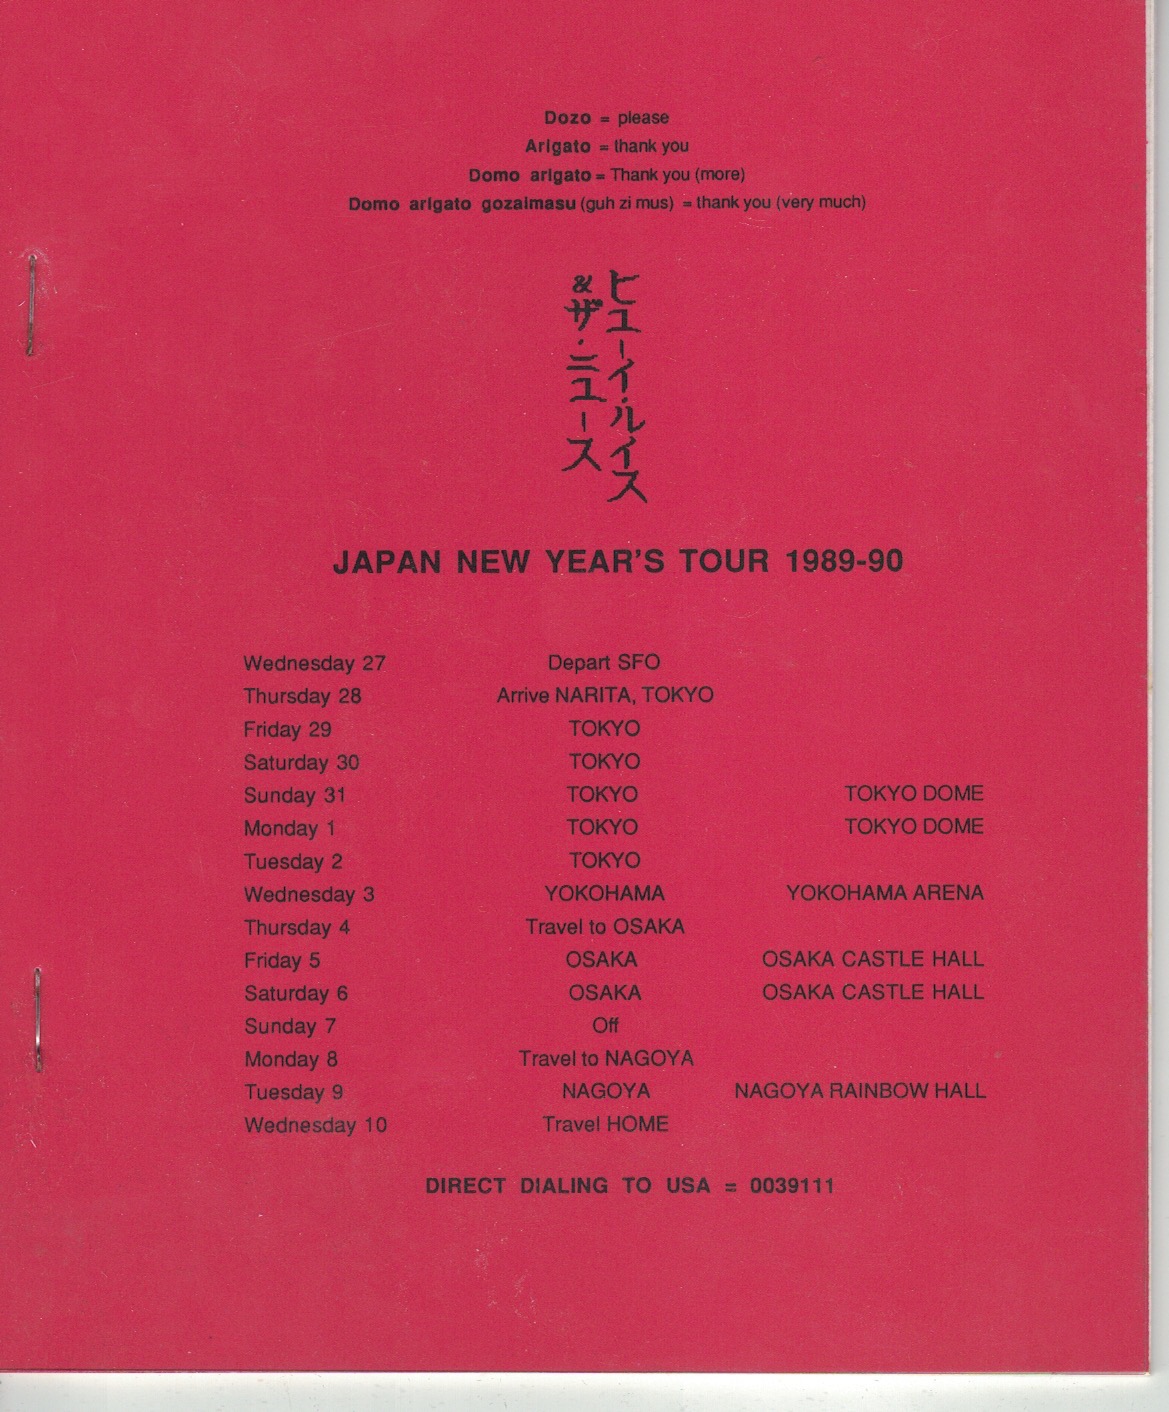 Dozo = please
Arigato = thank you
Domo arigato = Thank you (more)
Domo arigato gozaimasu (guh zi mus) = thank you (very much)
ヒューイ・ルイス
&ザ・ニュース
JAPAN NEW YEAR'S TOUR 1989-90
Wednesday 27 Depart SFO
Thursday 28 Arrive NARITA, TOKYO
Friday 29 TOKYO
Saturday 30 TOKYO
Sunday 31 TOKYO TOKYO DOME
Monday 1 TOKYO TOKYO DOME
Tuesday 2 TOKYO
Wednesday 3 YOKOHAMA YOKOHAMA ARENA
Thursday 4 Travel to OSAKA
Friday 5 OSAKA OSAKA CASTLE HALL
Saturday 6 OSAKA OSAKA CASTLE HALL
Sunday 7 Off
Monday 8 Travel to NAGOYA
Tuesday 9 NAGOYA NAGOYA RAINBOW HALL
Wednesday 10 Travel HOME
DIRECT DIALING TO USA = 0039111